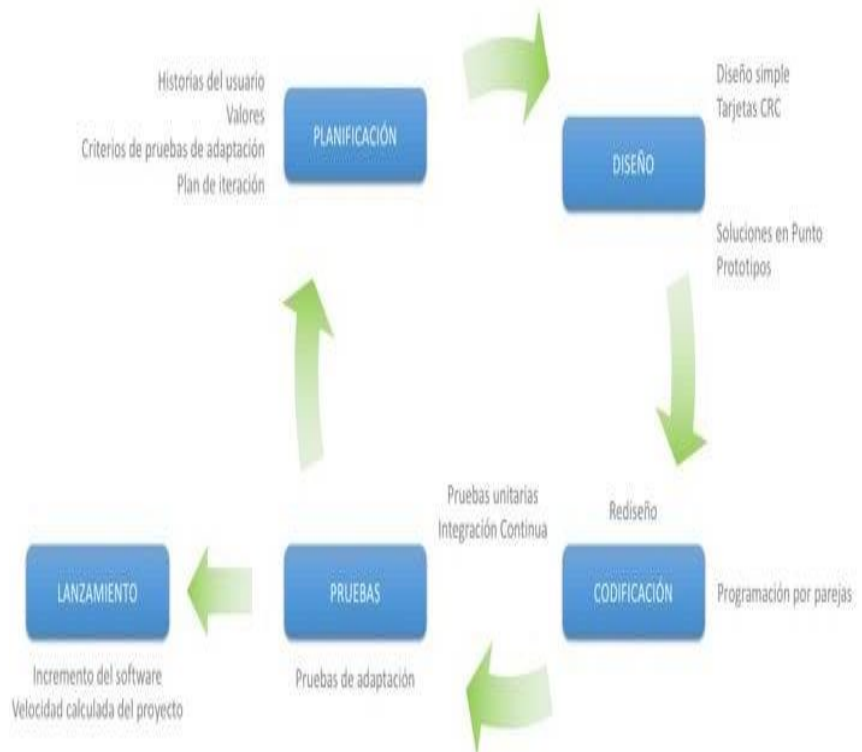 Historias del usuario
Valores
Criterios de pruebas de adaptación
Plan de iteración
PLANIFICACIÓN
Diseño simple
Tarjetas CRC
DISEÑO
Soluciones en Punto
Prototipos
Rediseño
CODIFICACIÓN
Programación por parejas
Pruebas unitarias
Integración Continua
PRUEBAS
Pruebas de adaptación
LANZAMIENTO
Incremento del software
Velocidad calculada del proyecto